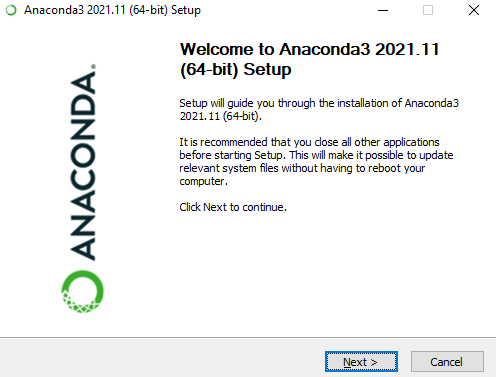 Anaconda3 2021.11 (64-bit) Setup
Welcome to Anaconda3 2021.11
(64-bit) Setup
Setup will guide you through the installation of Anaconda3
2021.11 (64-bit).
It is recommended that you close all other applications
before starting Setup. This will make it possible to update
relevant system files without having to reboot your
computer.
Click Next to continue.
ANACONDA.
Next >
Cancel